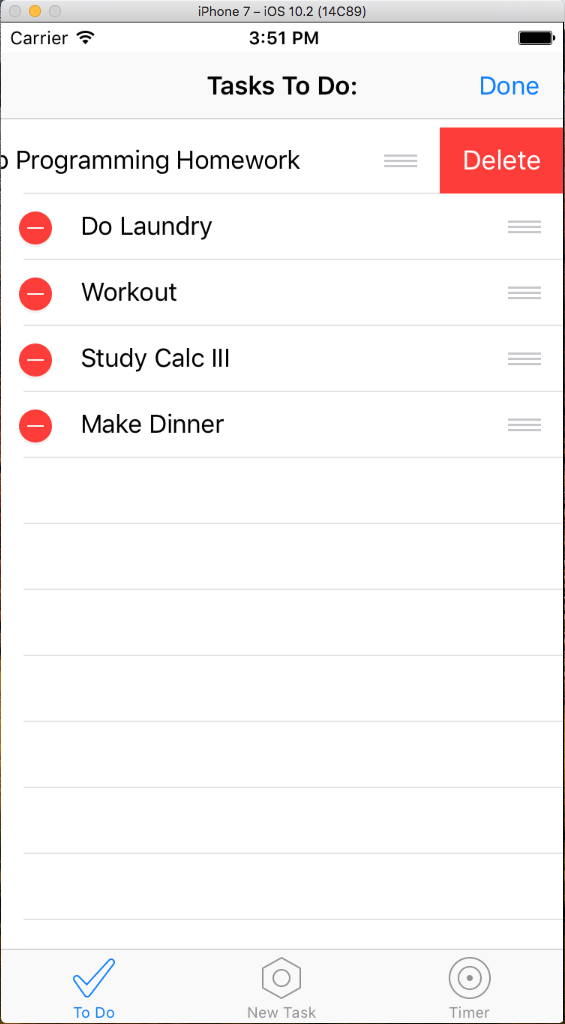 iPhone 7 – iOS 10.2 (14C89)
Carrier 3:51 PM
Tasks To Do: Done
o Programming Homework Delete
Do Laundry
Workout
Study Calc III
Make Dinner
To Do New Task Timer